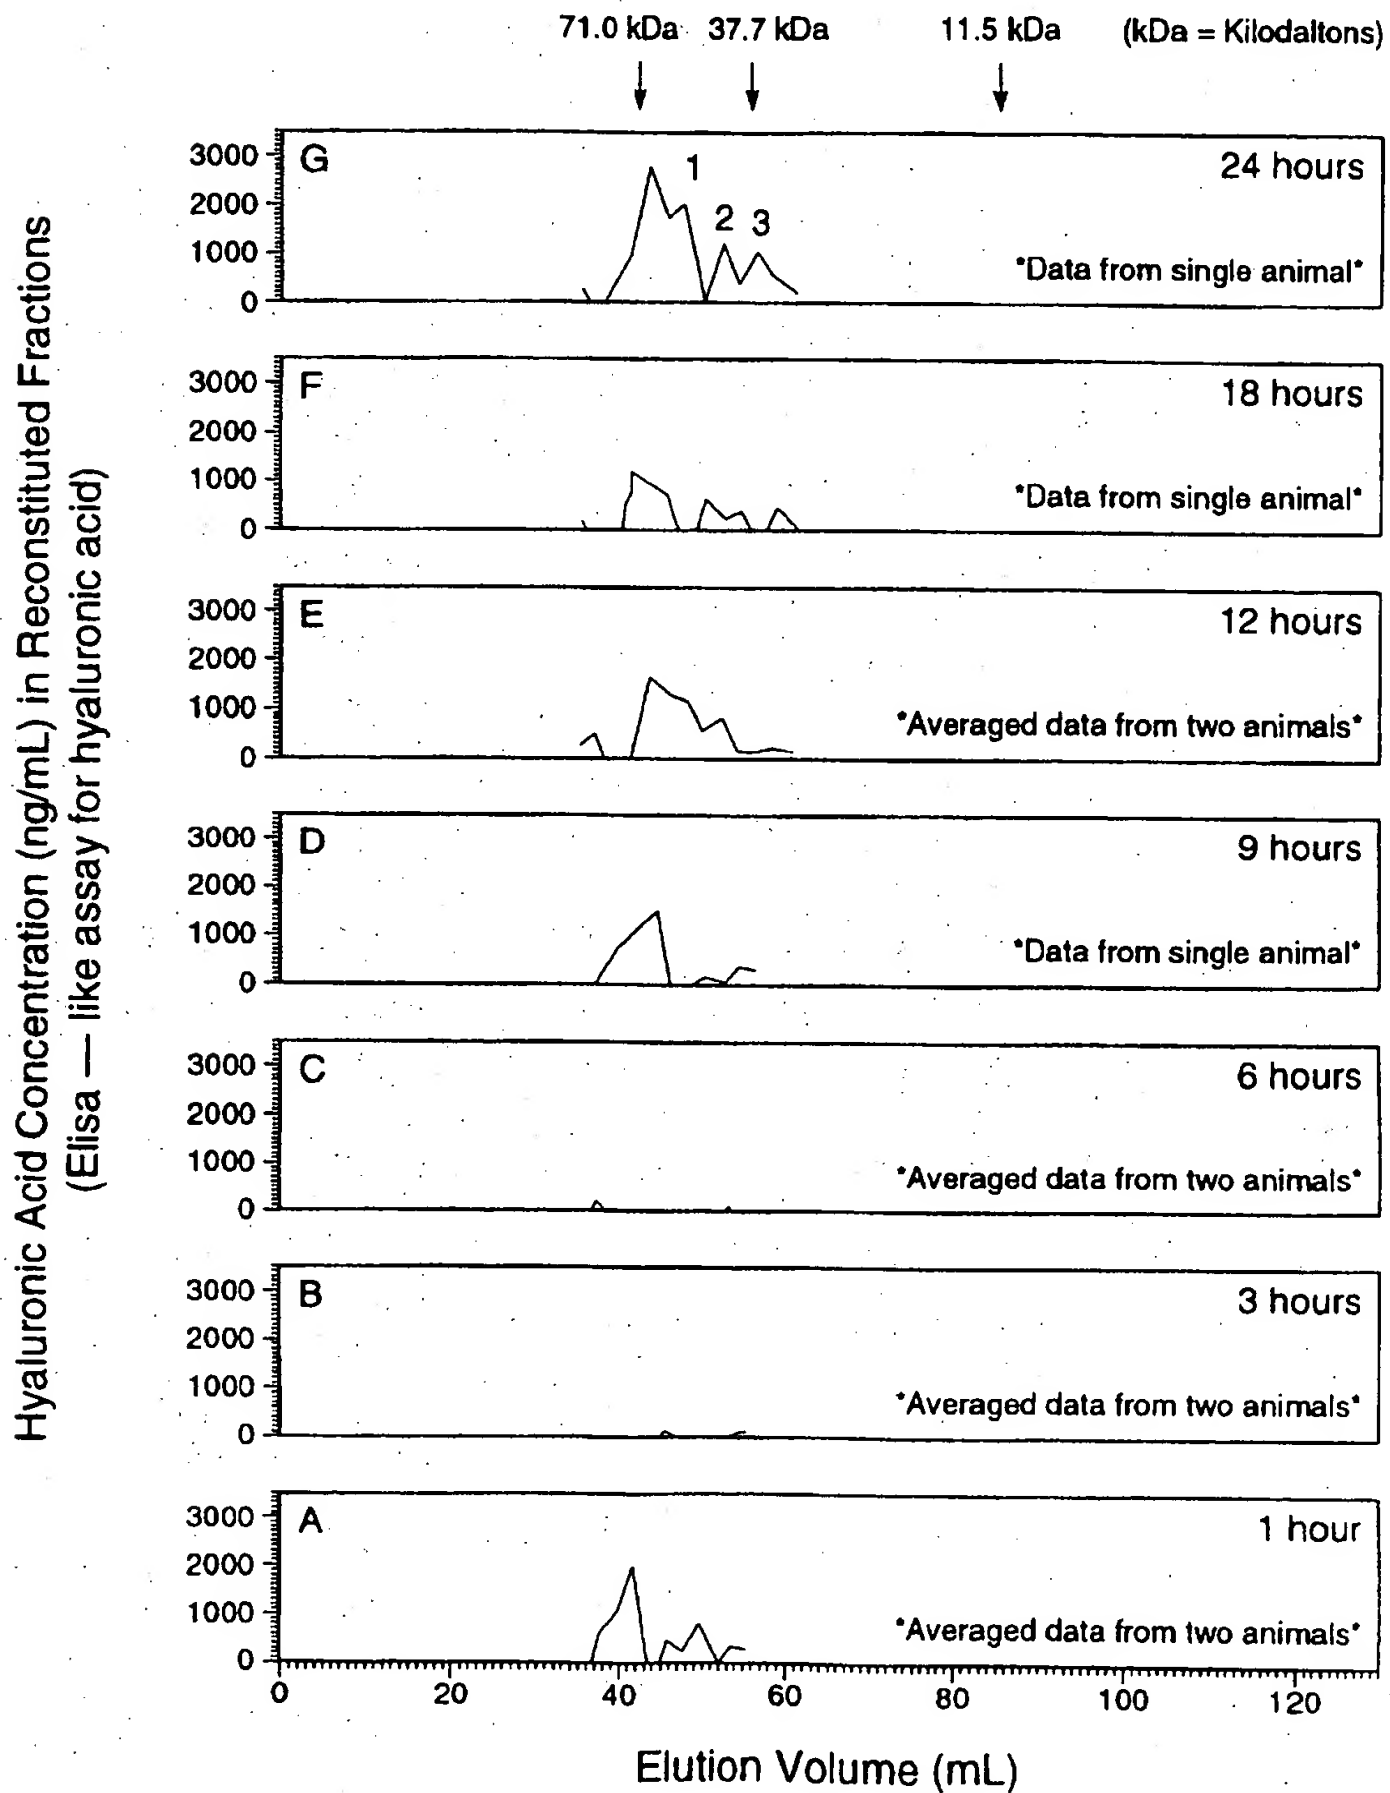 71.0 kDa 37.7 kDa 11.5 kDa (kDa = Kilodaltons)
Hyaluronic Acid Concentration (ng/mL) in Reconstituted Fractions
(Elisa — like assay for hyaluronic acid)
G 24 hours
3000
2000
1000
0
1
2 3
*Data from single animal*
F 18 hours
3000
2000
1000
0
*Data from single animal*
E 12 hours
3000
2000
1000
0
*Averaged data from two animals*
D 9 hours
3000
2000
1000
0
*Data from single animal*
C 6 hours
3000
2000
1000
0
*Averaged data from two animals*
B 3 hours
3000
2000
1000
0
*Averaged data from two animals*
A 1 hour
3000
2000
1000
0
*Averaged data from two animals*
0 20 40 60 80 100 120
Elution Volume (mL)